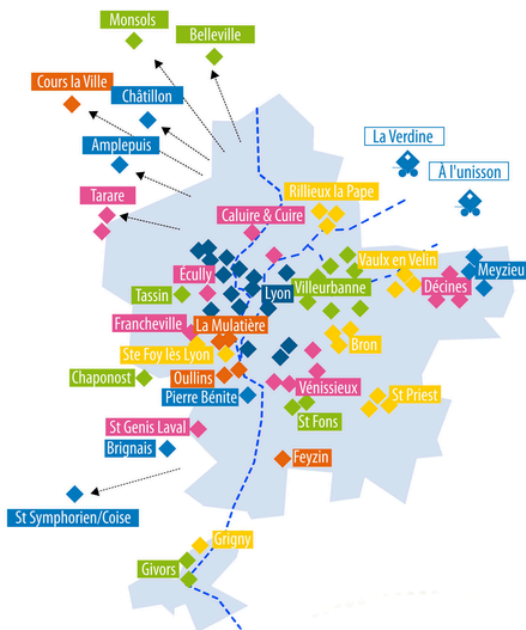 Monsols
Belleville
Cours la Ville
Châtillon
La Verdine
Amplepuis
À l'unisson
Tarare
Rillieux la Pape
Caluire & Cuire
Vaulx en Velin
Écully
Meyzieu
Décines
Villeurbanne
Lyon
Tassin
Francheville
La Mulatière
Bron
Ste Foy lès Lyon
Chaponost
Oullins
Vénissieux
Pierre Bénite
St Priest
St Fons
St Genis Laval
Brignais
Feyzin
St Symphorien/Coise
Grigny
Givors